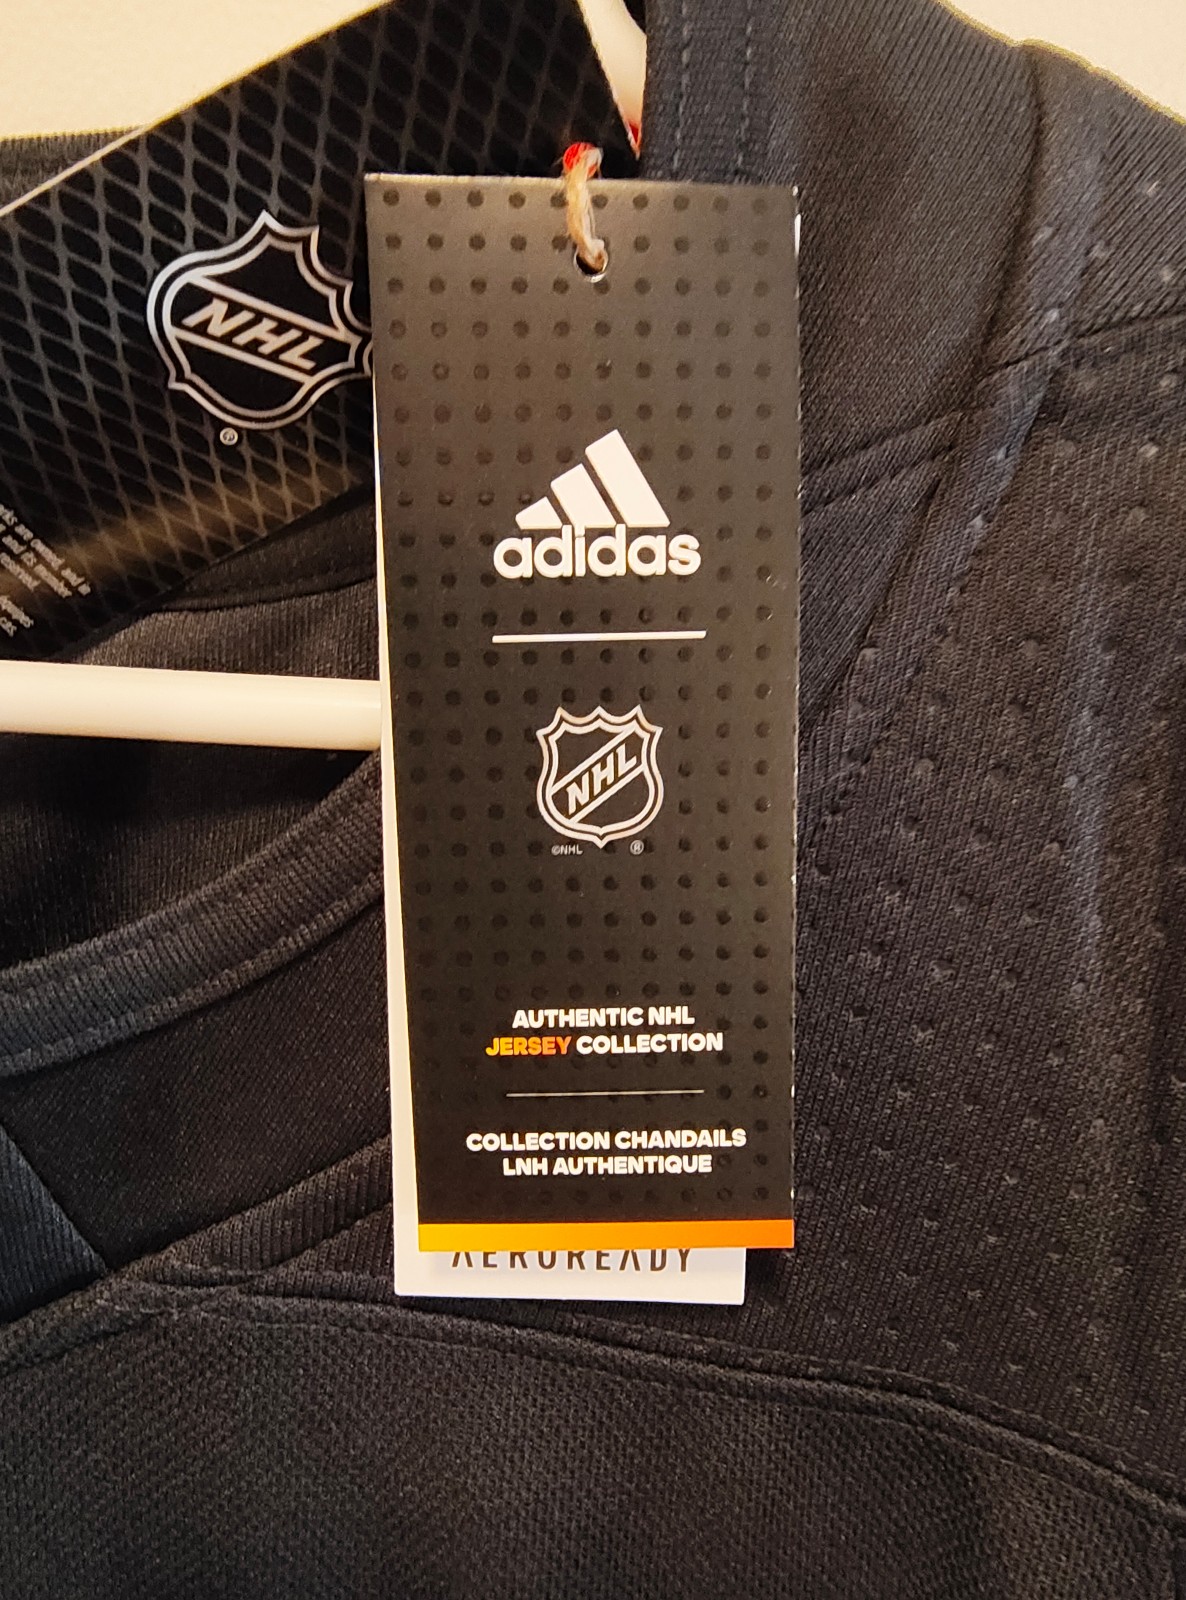 NHL
adidas
NHL
©NHL ®
AUTHENTIC NHL
JERSEY COLLECTION
COLLECTION CHANDAILS
LNH AUTHENTIQUE
AEROREADY